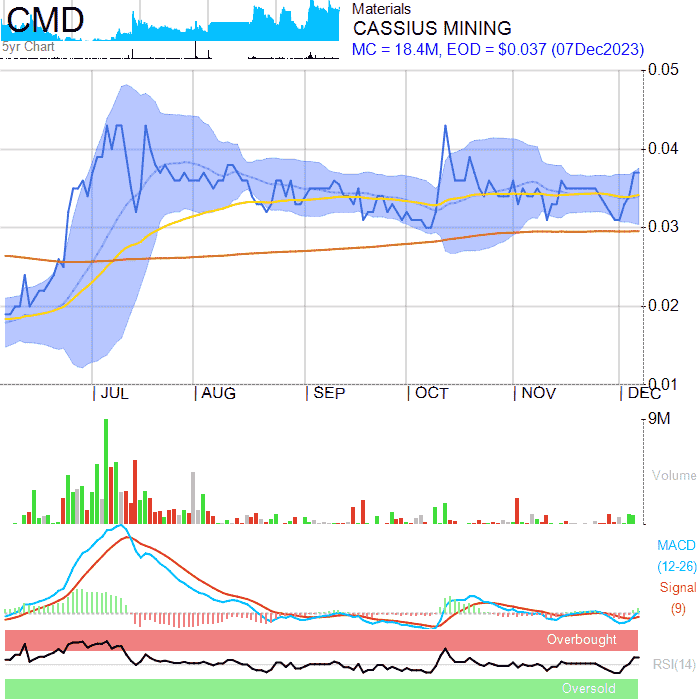 CMD
5yr Chart
Materials
CASSIUS MINING
MC = 18.4M, EOD = $0.037 (07Dec2023)
0.05
0.04
0.03
0.02
0.01
JUL AUG SEP OCT NOV DEC
9M
Volume
MACD
(12-26)
Signal
(9)
Overbought
RSI(14)
Oversold